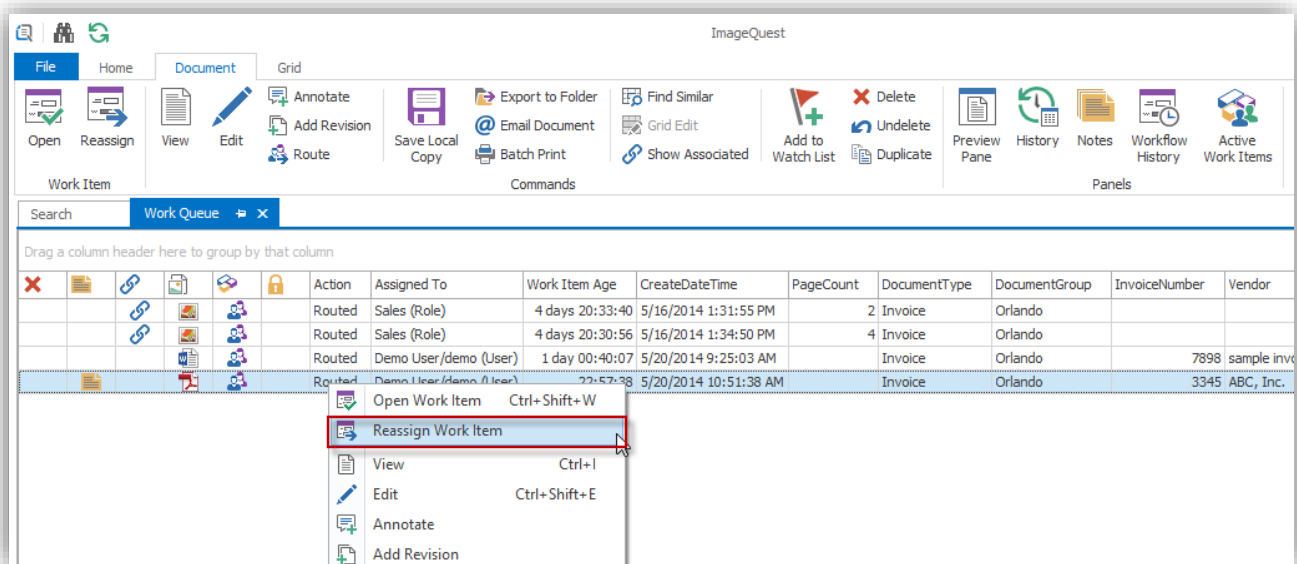 ImageQuest
File Home Document Grid
Open
Reassign
View
Edit
Annotate
Add Revision
Route
Save Local
Copy
Export to Folder
Email Document
Batch Print
Find Similar
Grid Edit
Show Associated
Add to
Watch List
Delete
Undelete
Duplicate
Preview
Pane
History
Notes
Workflow
History
Active
Work Items
Work Item Commands Panels
Search Work Queue
Drag a column header here to group by that column
Action Assigned To Work Item Age CreateDateTime PageCount DocumentType DocumentGroup InvoiceNumber Vendor
Routed Sales (Role) 4 days 20:33:40 5/16/2014 1:31:55 PM 2 Invoice Orlando
Routed Sales (Role) 4 days 20:30:56 5/16/2014 1:34:50 PM 4 Invoice Orlando
Routed Demo User/demo (User) 1 day 00:40:07 5/20/2014 9:25:03 AM Invoice Orlando 7898 sample invo
Routed Demo User/demo (User) 22:57:38 5/20/2014 10:51:38 AM Invoice Orlando 3345 ABC, Inc.
Open Work Item Ctrl+Shift+W
Reassign Work Item
View Ctrl+I
Edit Ctrl+Shift+E
Annotate
Add Revision